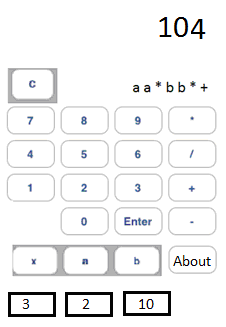 104
C
a a * b b * +
7 8 9 *
4 5 6 /
1 2 3 +
0 Enter -
x a b About
3 2 10